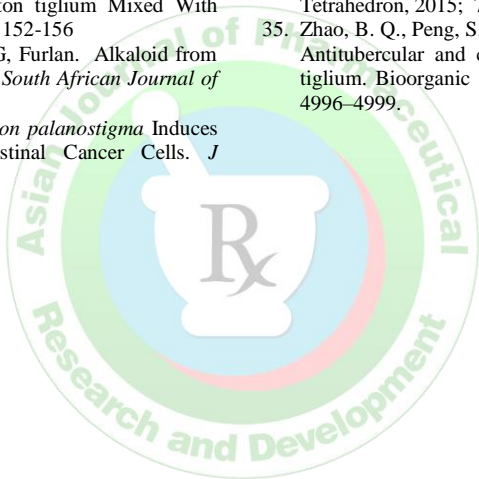 ton tiglium Mixed With
152-156
G, Furlan. Alkaloid from
South African Journal of
on palanostigma Induces
stinal Cancer Cells. J
Tetrahedron, 2015;
35. Zhao, B. Q., Peng, S.
Antitubercular and
tiglium. Bioorganic
4996–4999.
Asian Journal of Pharmaceutical
Research and Development
Rx